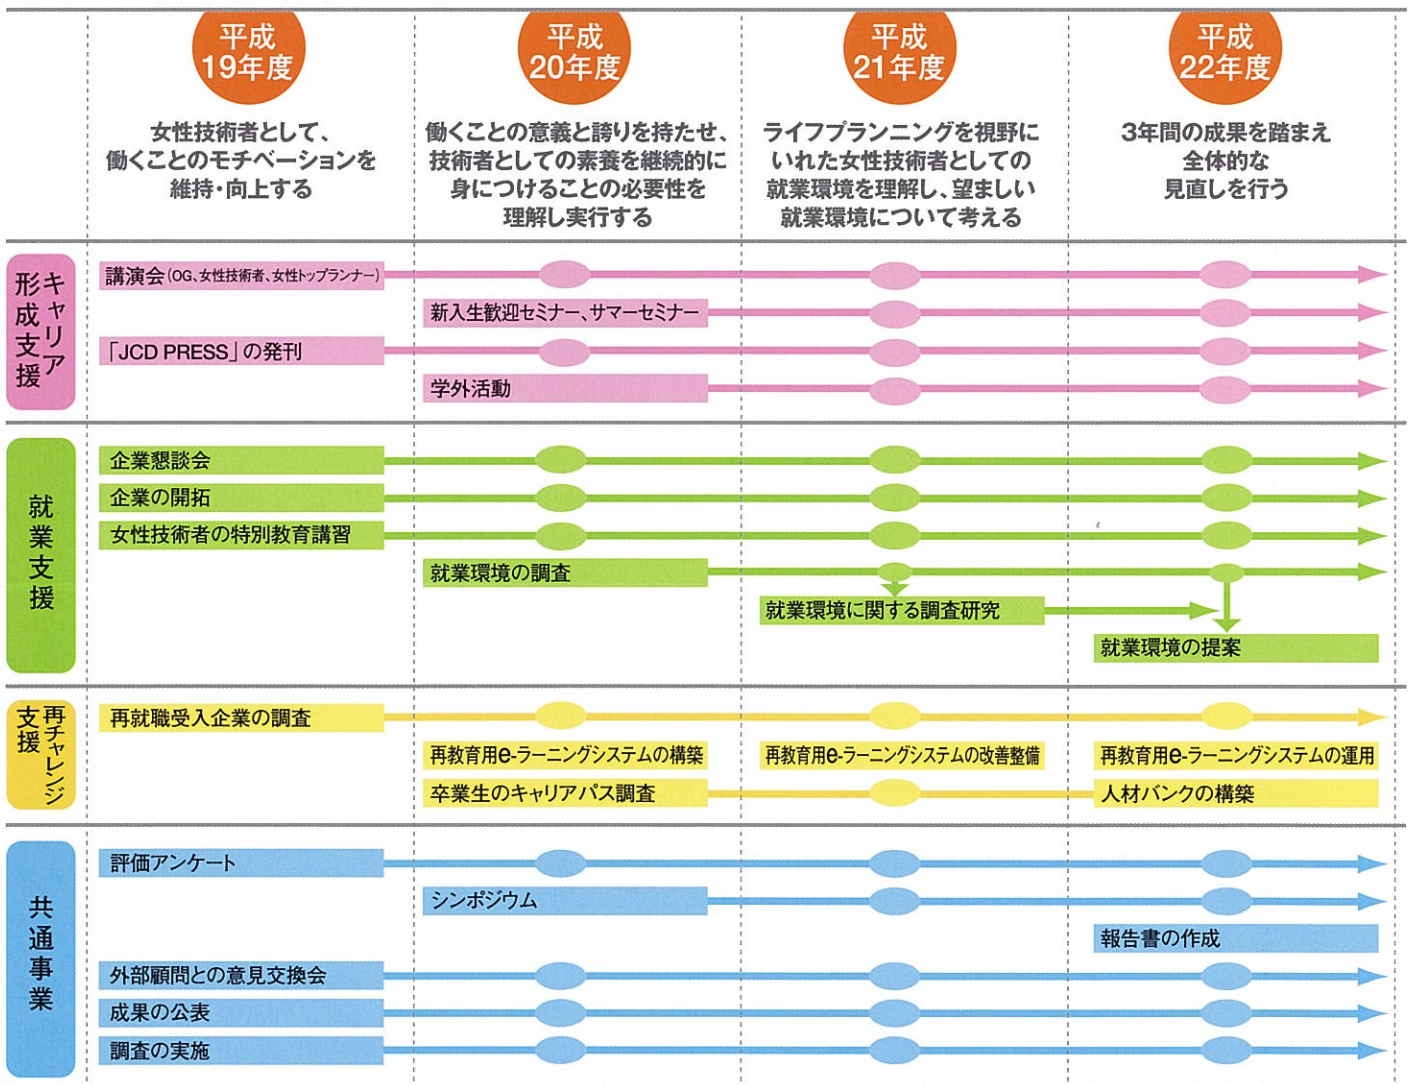 平成
19年度
平成
20年度
平成
21年度
平成
22年度
女性技術者として、
働くことのモチベーションを
維持・向上する
働くことの意義と誇りを持たせ、
技術者としての素養を継続的に
身につけることの必要性を
理解し実行する
ライフプランニングを視野に
いれた女性技術者としての
就業環境を理解し、望ましい
就業環境について考える
3年間の成果を踏まえ
全体的な
見直しを行う
キャリア
形成支援
講演会(OG、女性技術者、女性トップランナー)
新入生歓迎セミナー、サマーセミナー
「JCD PRESS」の発刊
学外活動
就業支援
企業懇談会
企業の開拓
女性技術者の特別教育講習
就業環境の調査
就業環境に関する調査研究
就業環境の提案
再チャレンジ
支援
再就職受入企業の調査
再教育用e-ラーニングシステムの構築
再教育用e-ラーニングシステムの改善整備
再教育用e-ラーニングシステムの運用
卒業生のキャリアパス調査
人材バンクの構築
共通事業
評価アンケート
シンポジウム
報告書の作成
外部顧問との意見交換会
成果の公表
調査の実施